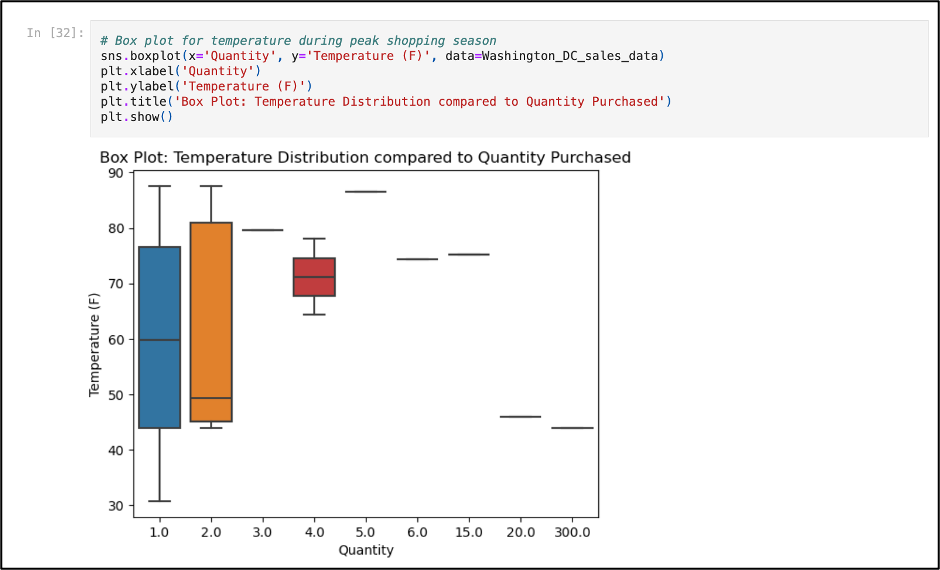 In [32]:
# Box plot for temperature during peak shopping season
sns.boxplot(x='Quantity', y='Temperature (F)', data=Washington_DC_sales_data)
plt.xlabel('Quantity')
plt.ylabel('Temperature (F)')
plt.title('Box Plot: Temperature Distribution compared to Quantity Purchased')
plt.show()
Box Plot: Temperature Distribution compared to Quantity Purchased
90
80
70
60
50
40
30
Temperature (F)
1.0 2.0 3.0 4.0 5.0 6.0 15.0 20.0 300.0
Quantity